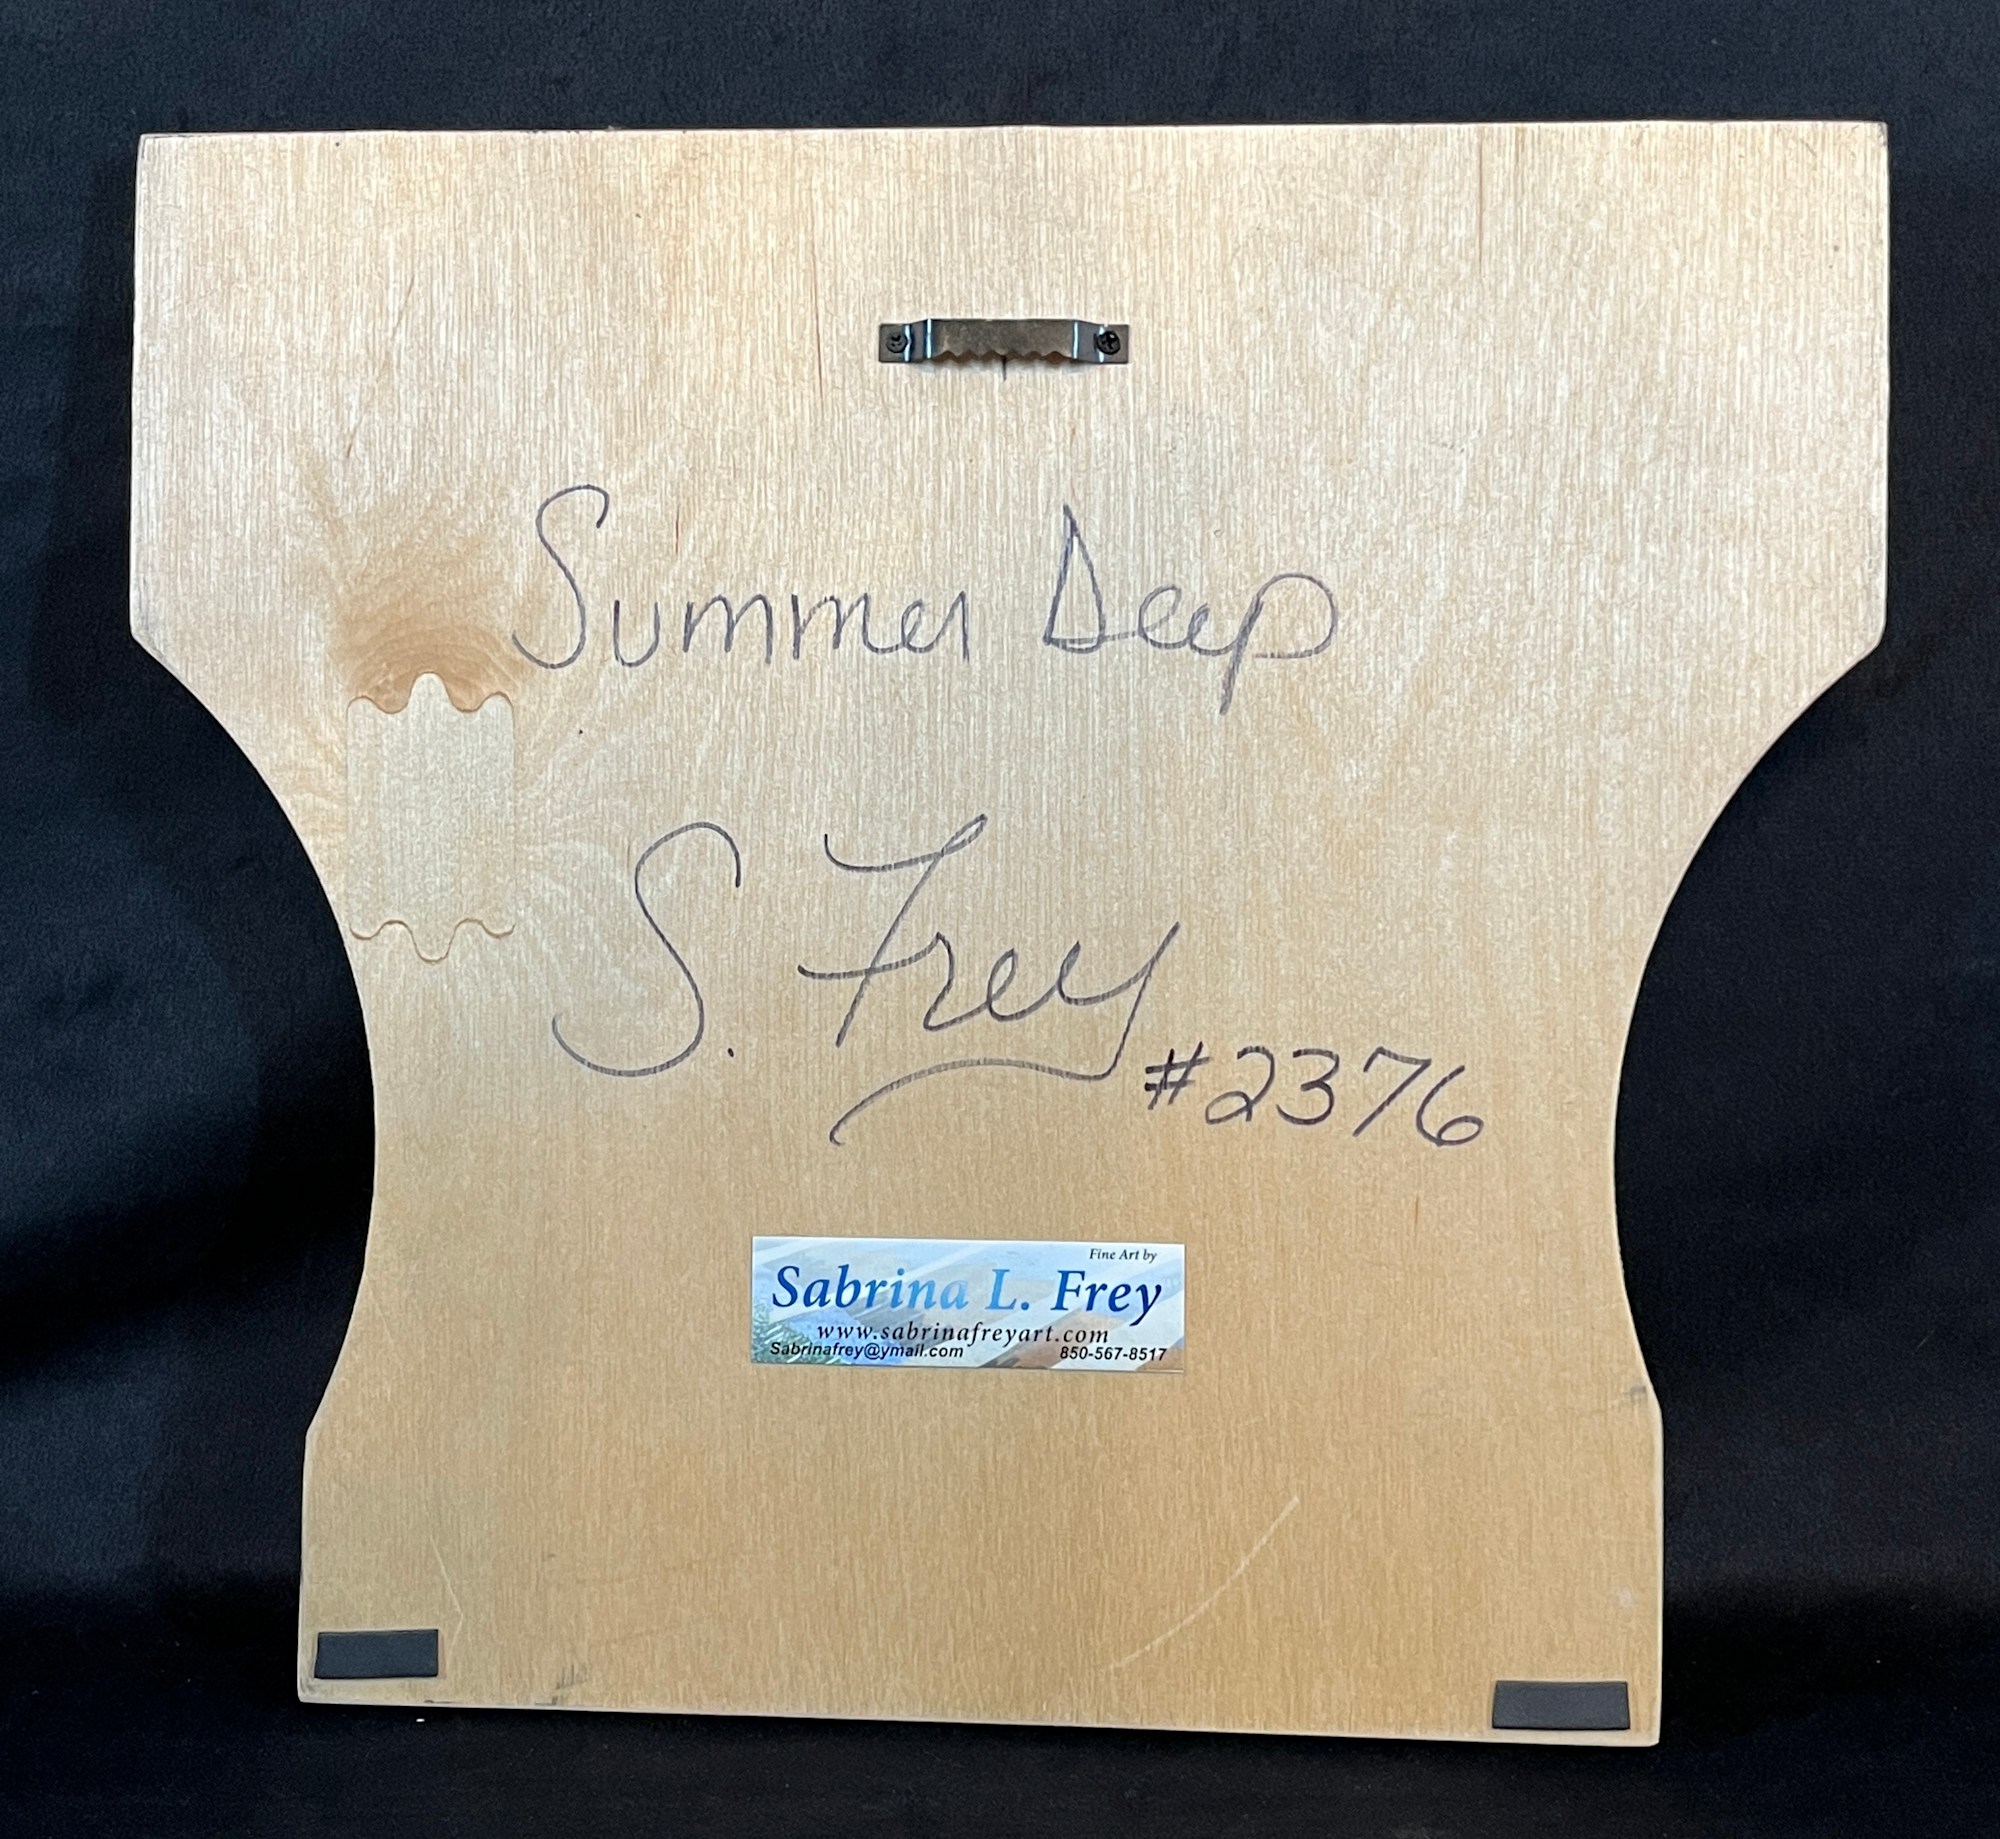 Summer Deep
S. Frey
#2376
Fine Art by
Sabrina L. Frey
www.sabrinafreyart.com
Sabrinafrey@ymail.com 850-567-8517